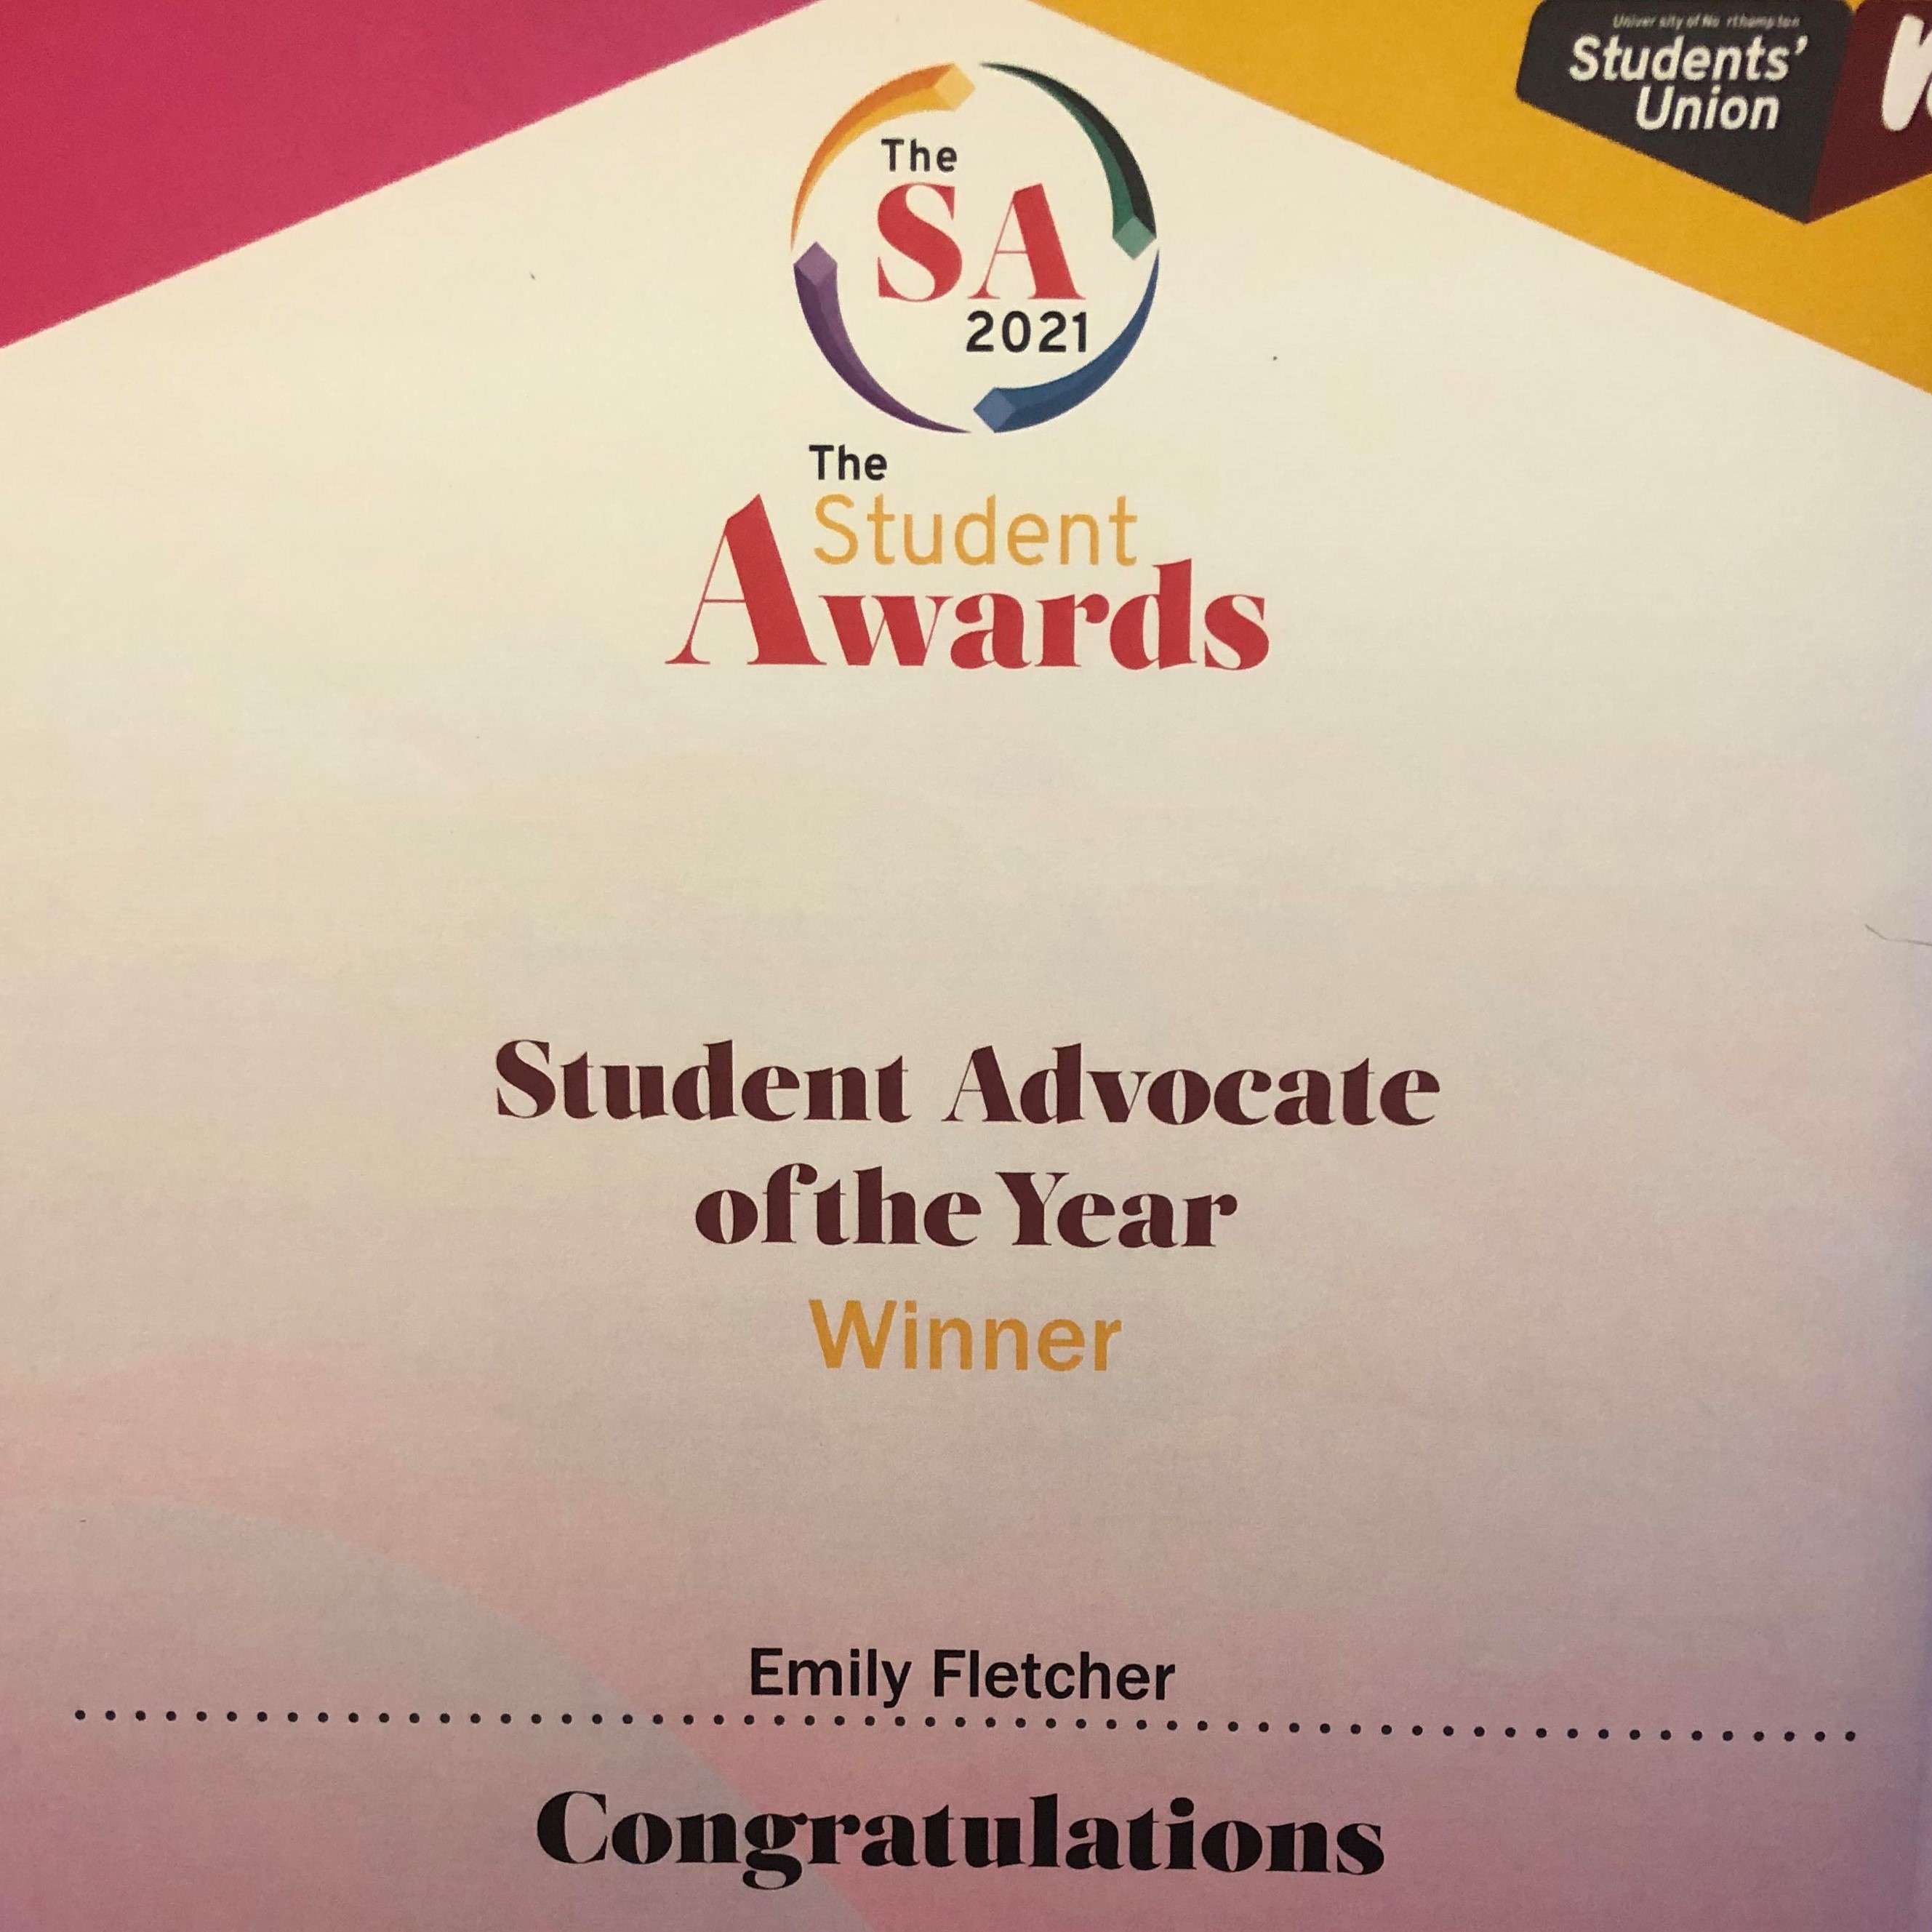 University of Northampton
Students'
Union
The
SA
2021
The
Student
Awards
Student Advocate
of the Year
Winner
Emily Fletcher
Congratulations